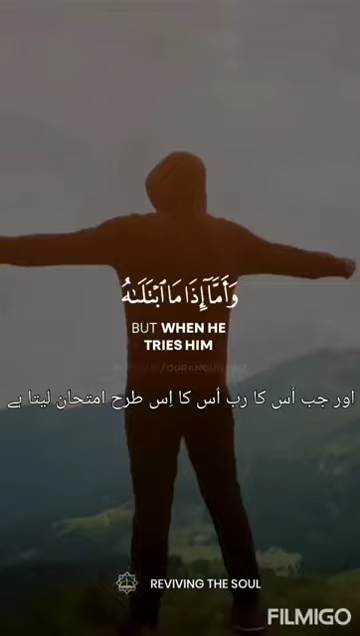 وَأَمَّآ إِذَا مَا ٱبْتَلَىٰهُ
BUT WHEN HE
TRIES HIM
اور جب اُس کا رب اُس کا اِس طرح امتحان لیتا ہے
REVIVING THE SOUL
FILMIGO